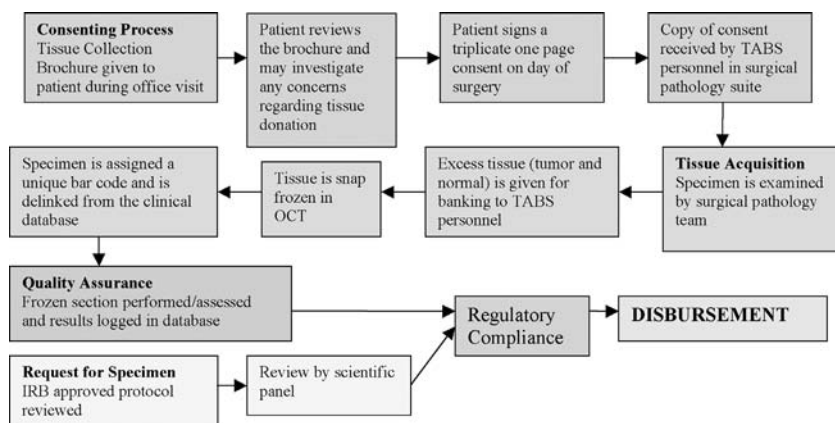 Consenting Process
Tissue Collection
Brochure given to
patient during office visit
Patient reviews
the brochure and
may investigate
any concerns
regarding tissue
donation
Patient signs a
triplicate one page
consent on day of
surgery
Copy of consent
received by TABS
personnel in surgical
pathology suite
Tissue Acquisition
Specimen is examined
by surgical pathology
team
Excess tissue (tumor and
normal) is given for
banking to TABS
personnel
Tissue is snap
frozen in
OCT
Specimen is assigned a
unique bar code and is
delinked from the clinical
database
Quality Assurance
Frozen section performed/assessed
and results logged in database
Regulatory
Compliance
DISBURSEMENT
Request for Specimen
IRB approved protocol
reviewed
Review by scientific
panel